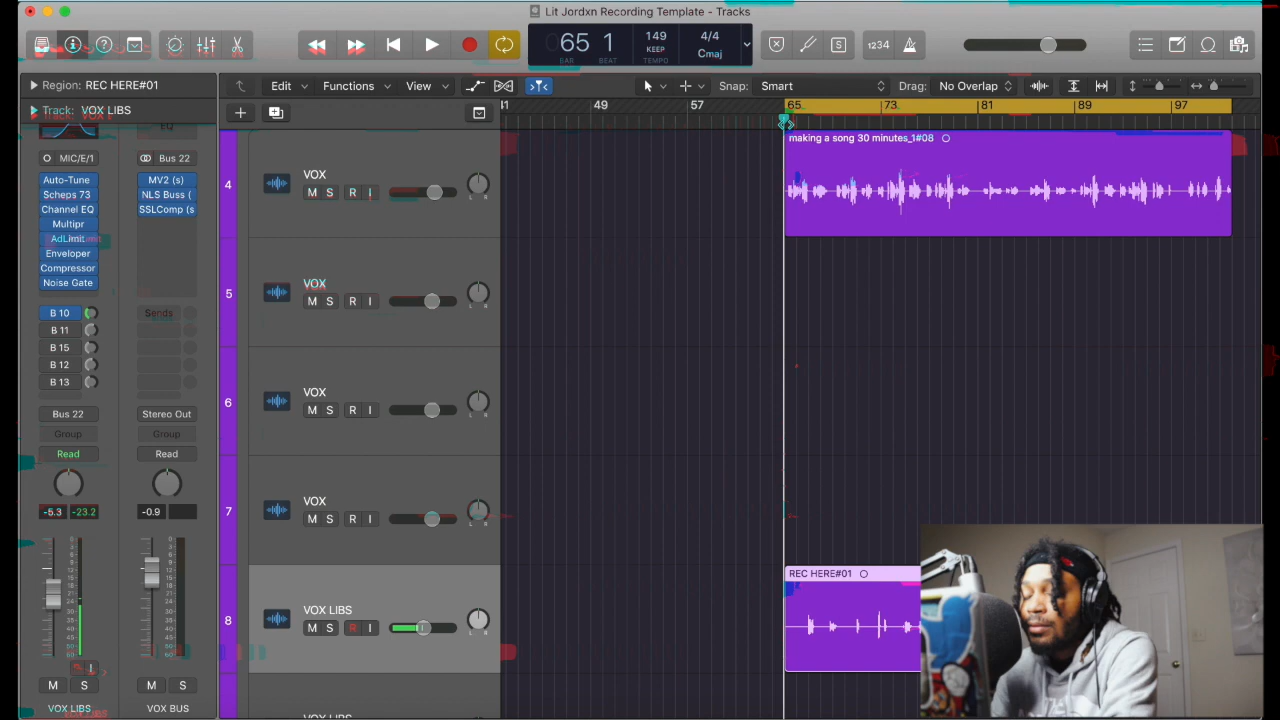 Lit Jordxn Recording Template - Tracks
65 1
BAR BEAT
149
KEEP
TEMPO
4/4
Cmaj
1234
S
Region: REC HERE#01
Edit Functions View Snap: Smart Drag: No Overlap
Track: VOX LIBS
49 57 65 73 81 89 97
EQ
MIC/E/1 Bus 22
Auto-Tune MV2 (s)
Scheps 73 NLS Buss (
Channel EQ SSLComp (s
Multipr
AdLimit
Enveloper
Compressor
Noise Gate
B 10 Sends
B 11
B 15
B 12
B 13
Bus 22 Stereo Out
Group Group
Read Read
-5.3 -23.2 -0.9
M S M S
VOX LIBS VOX BUS
4 VOX
M S R I
L R
making a song 30 minutes_1#08
5 VOX
M S R I
L R
6 VOX
M S R I
L R
7 VOX
M S R I
L R
8 VOX LIBS
M S R I
L R
REC HERE#01
VOX LIBS